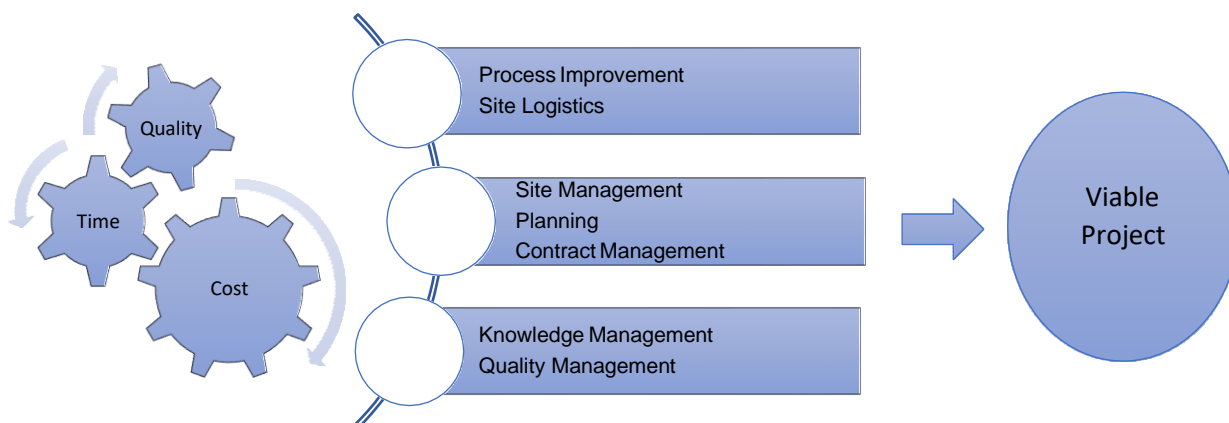 Quality
Time
Cost
Process Improvement
Site Logistics
Site Management
Planning
Contract Management
Knowledge Management
Quality Management
Viable
Project